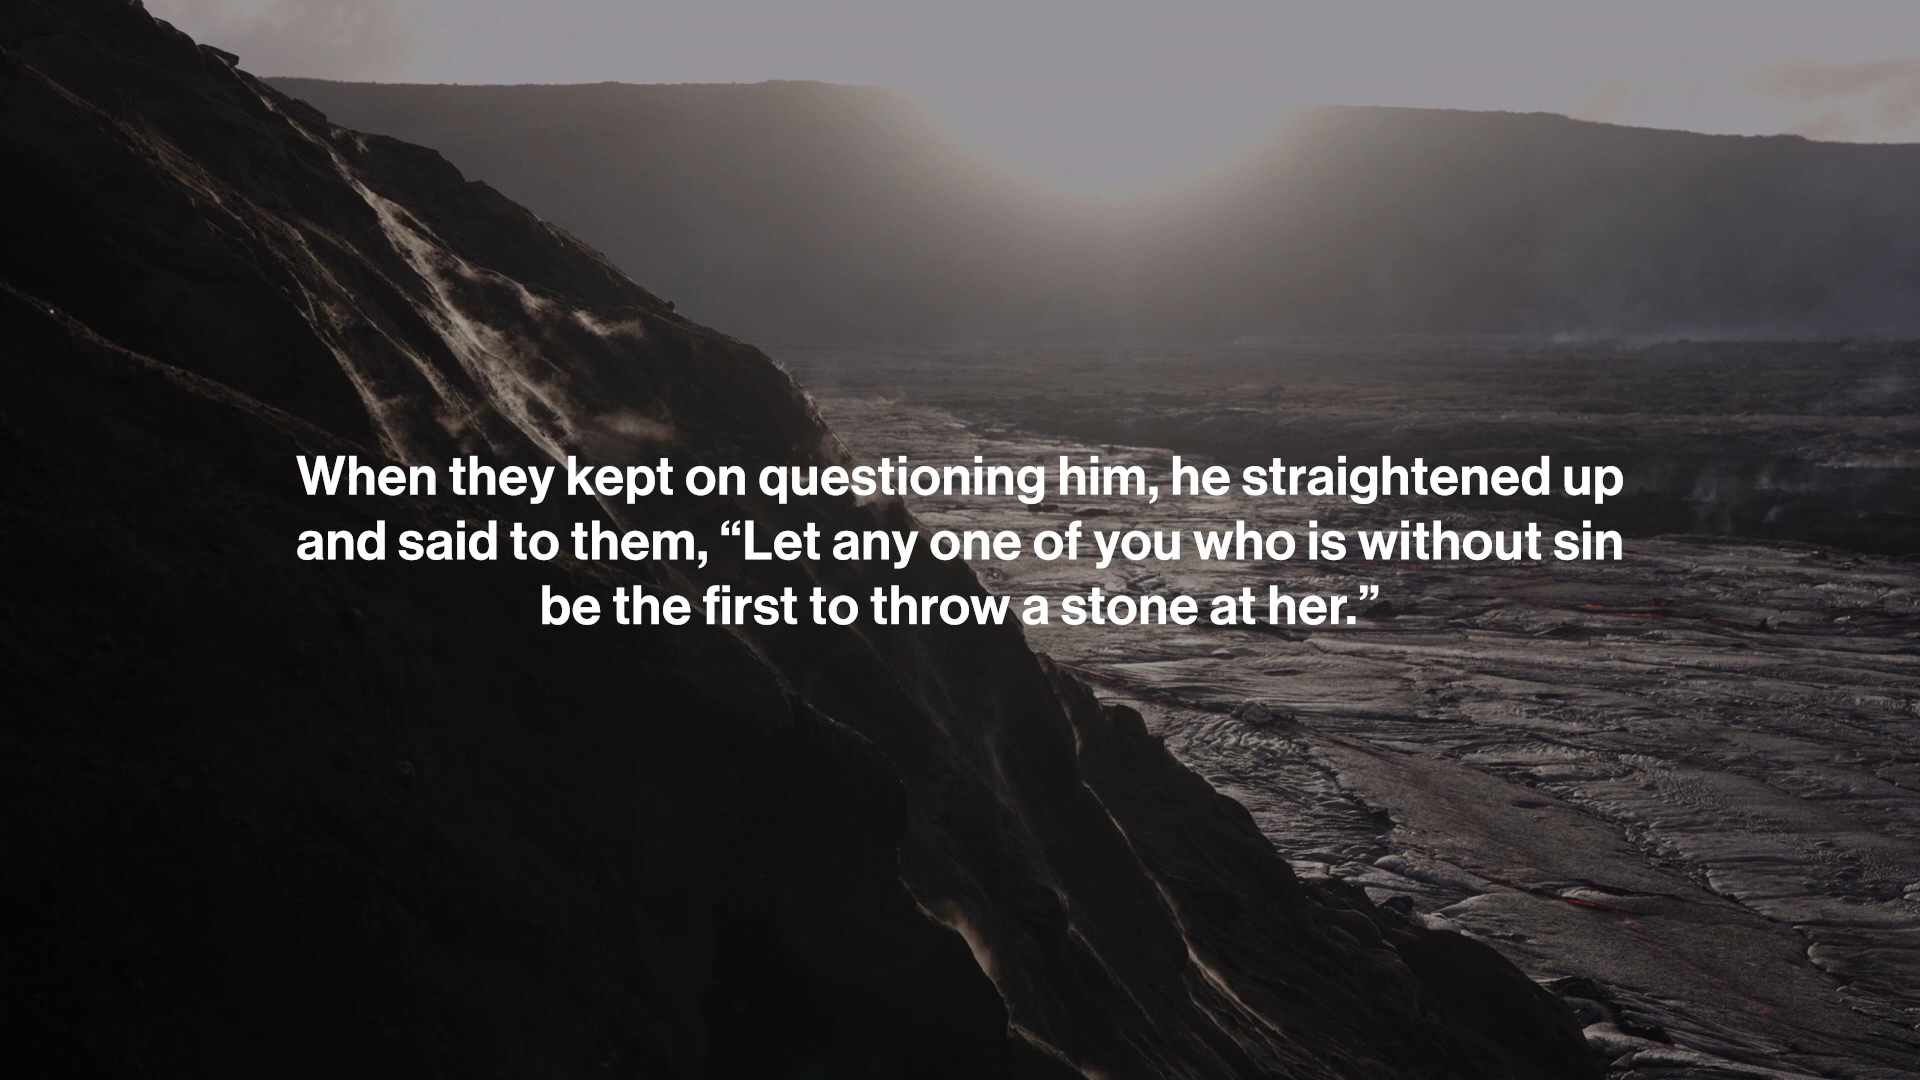 When they kept on questioning him, he straightened up
and said to them, “Let any one of you who is without sin
be the first to throw a stone at her.”